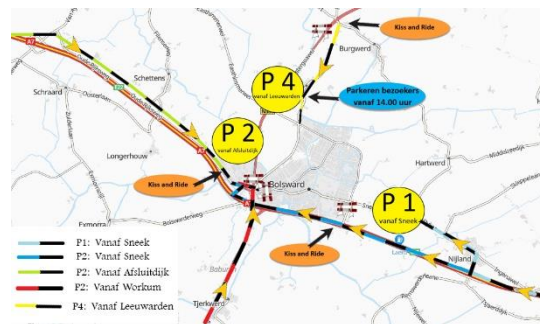 Kiss and Ride
Burgwerd
P 4
vanaf Leeuwarden
Parkeren bezoekers
vanaf 14.00 uur
A7
Schettens
Schraard
P 2
vanaf Afsluitdijk
Longerhouw
Hartwerd
Kiss and Ride
Bolsward
P 1
vanaf Sneek
Exmorra
Bolswarderweg
Kiss and Ride
Nijland
Tjerkwerd
P1: Vanaf Sneek
P2: Vanaf Sneek
P2: Vanaf Afsluitdijk
P2: Vanaf Workum
P4: Vanaf Leeuwarden